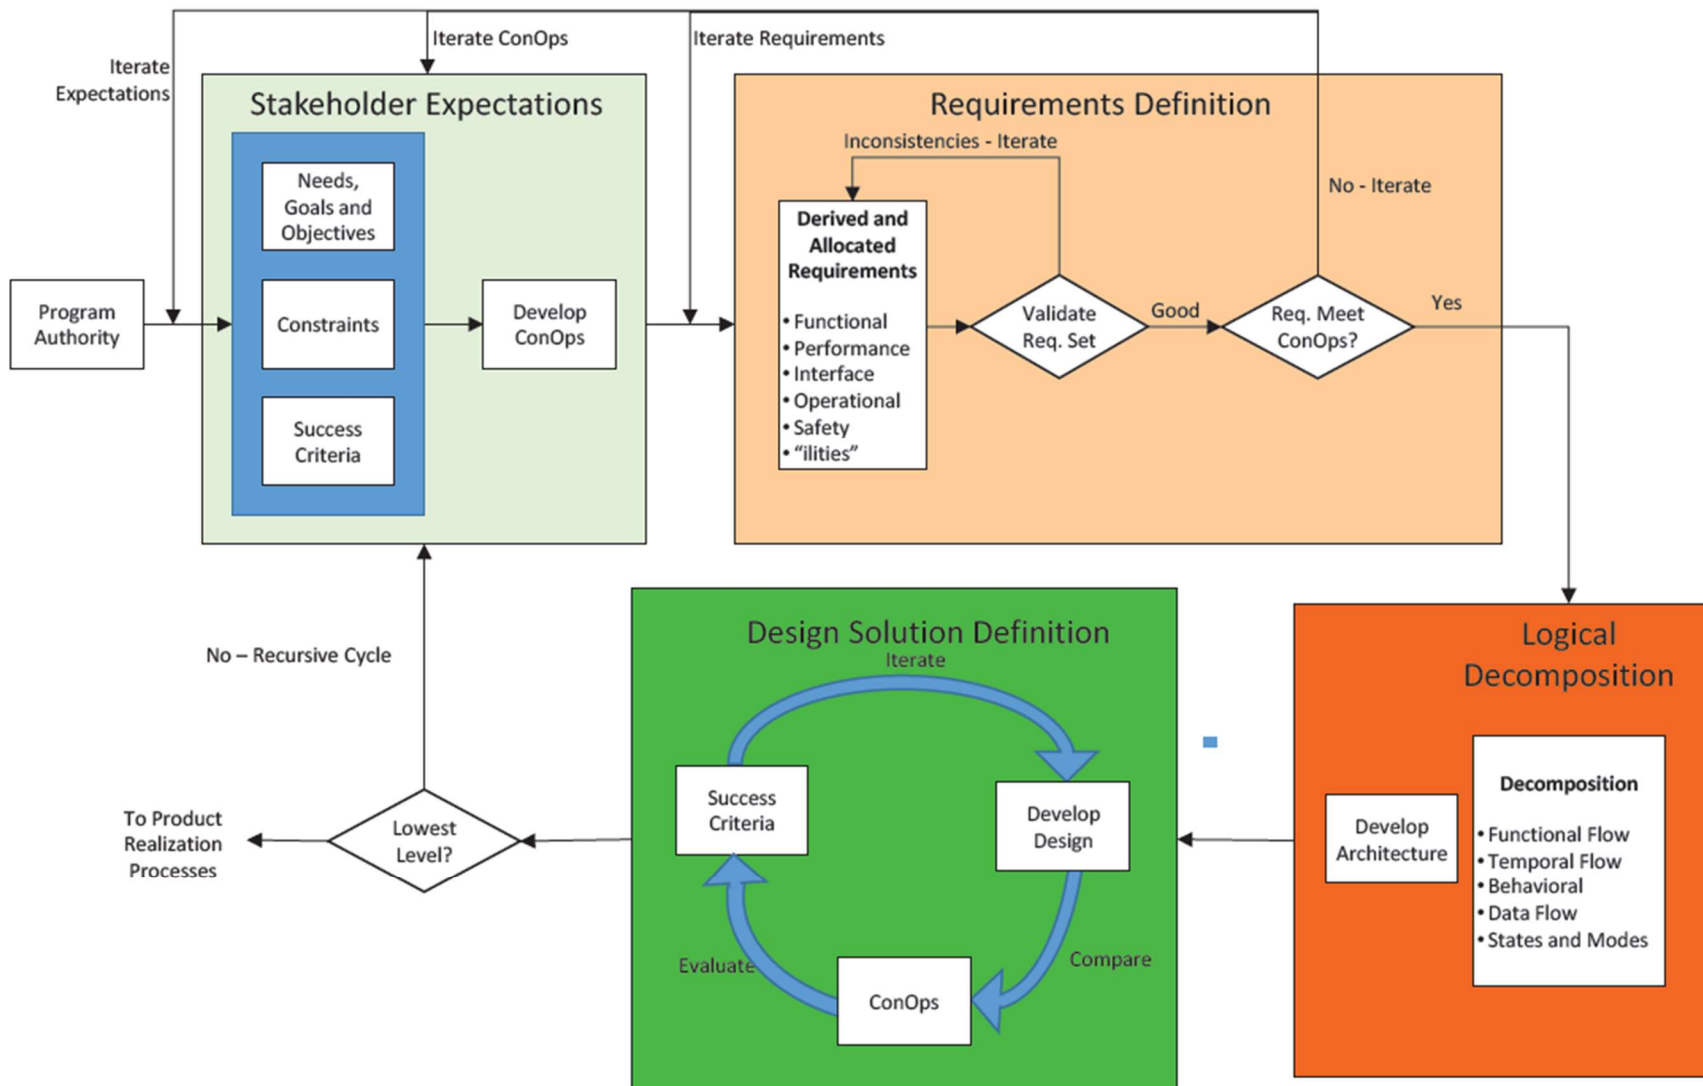 Iterate
Expectations
Iterate ConOps
Iterate Requirements
Stakeholder Expectations
Needs,
Goals and
Objectives
Constraints
Success
Criteria
Program
Authority
Develop
ConOps
Requirements Definition
Inconsistencies - Iterate
No - Iterate
Derived and
Allocated
Requirements
• Functional
• Performance
• Interface
• Operational
• Safety
• “ilities”
Validate
Req. Set
Good
Req. Meet
ConOps?
Yes
Logical
Decomposition
Decomposition
• Functional Flow
• Temporal Flow
• Behavioral
• Data Flow
• States and Modes
Develop
Architecture
Design Solution Definition
Iterate
Success
Criteria
Develop
Design
Evaluate
Compare
ConOps
No – Recursive Cycle
Lowest
Level?
To Product
Realization
Processes